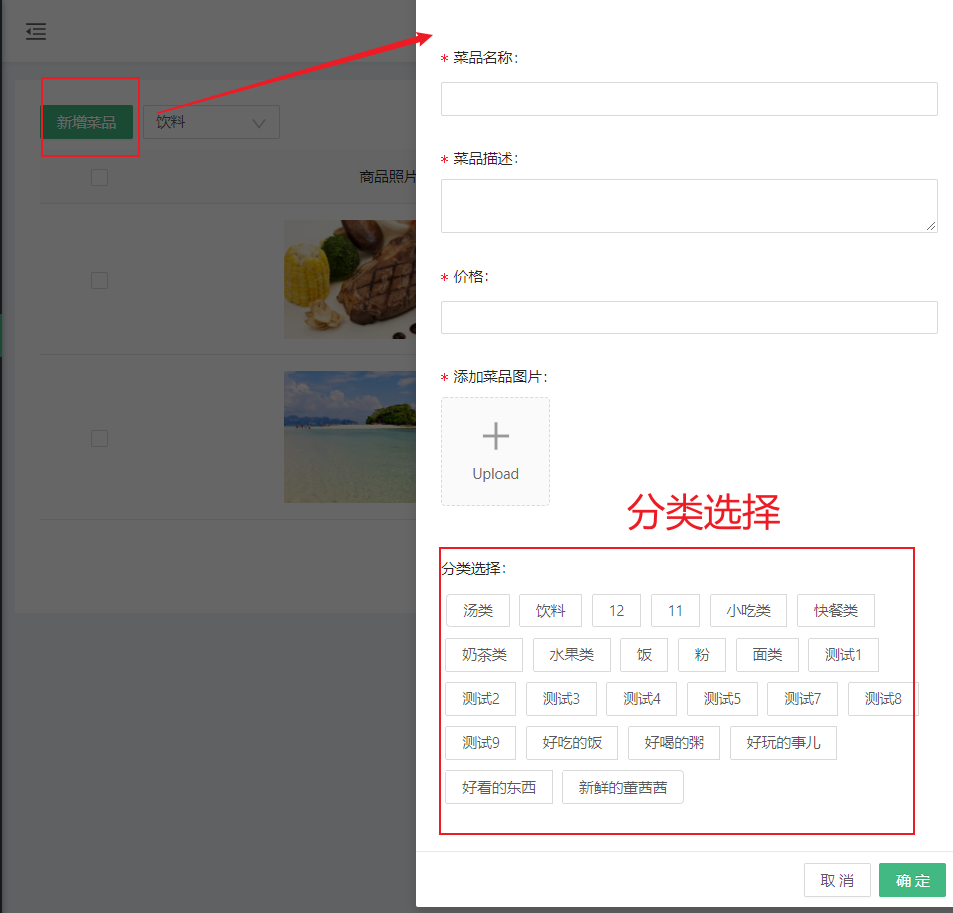 新增菜品
饮料
商品照片
* 菜品名称:
* 菜品描述:
* 价格:
* 添加菜品图片:
Upload
分类选择
分类选择:
汤类 饮料 12 11 小吃类 快餐类
奶茶类 水果类 饭 粉 面类 测试1
测试2 测试3 测试4 测试5 测试7 测试8
测试9 好吃的饭 好喝的粥 好玩的事儿
好看的东西 新鲜的董茜茜
取 消 确 定